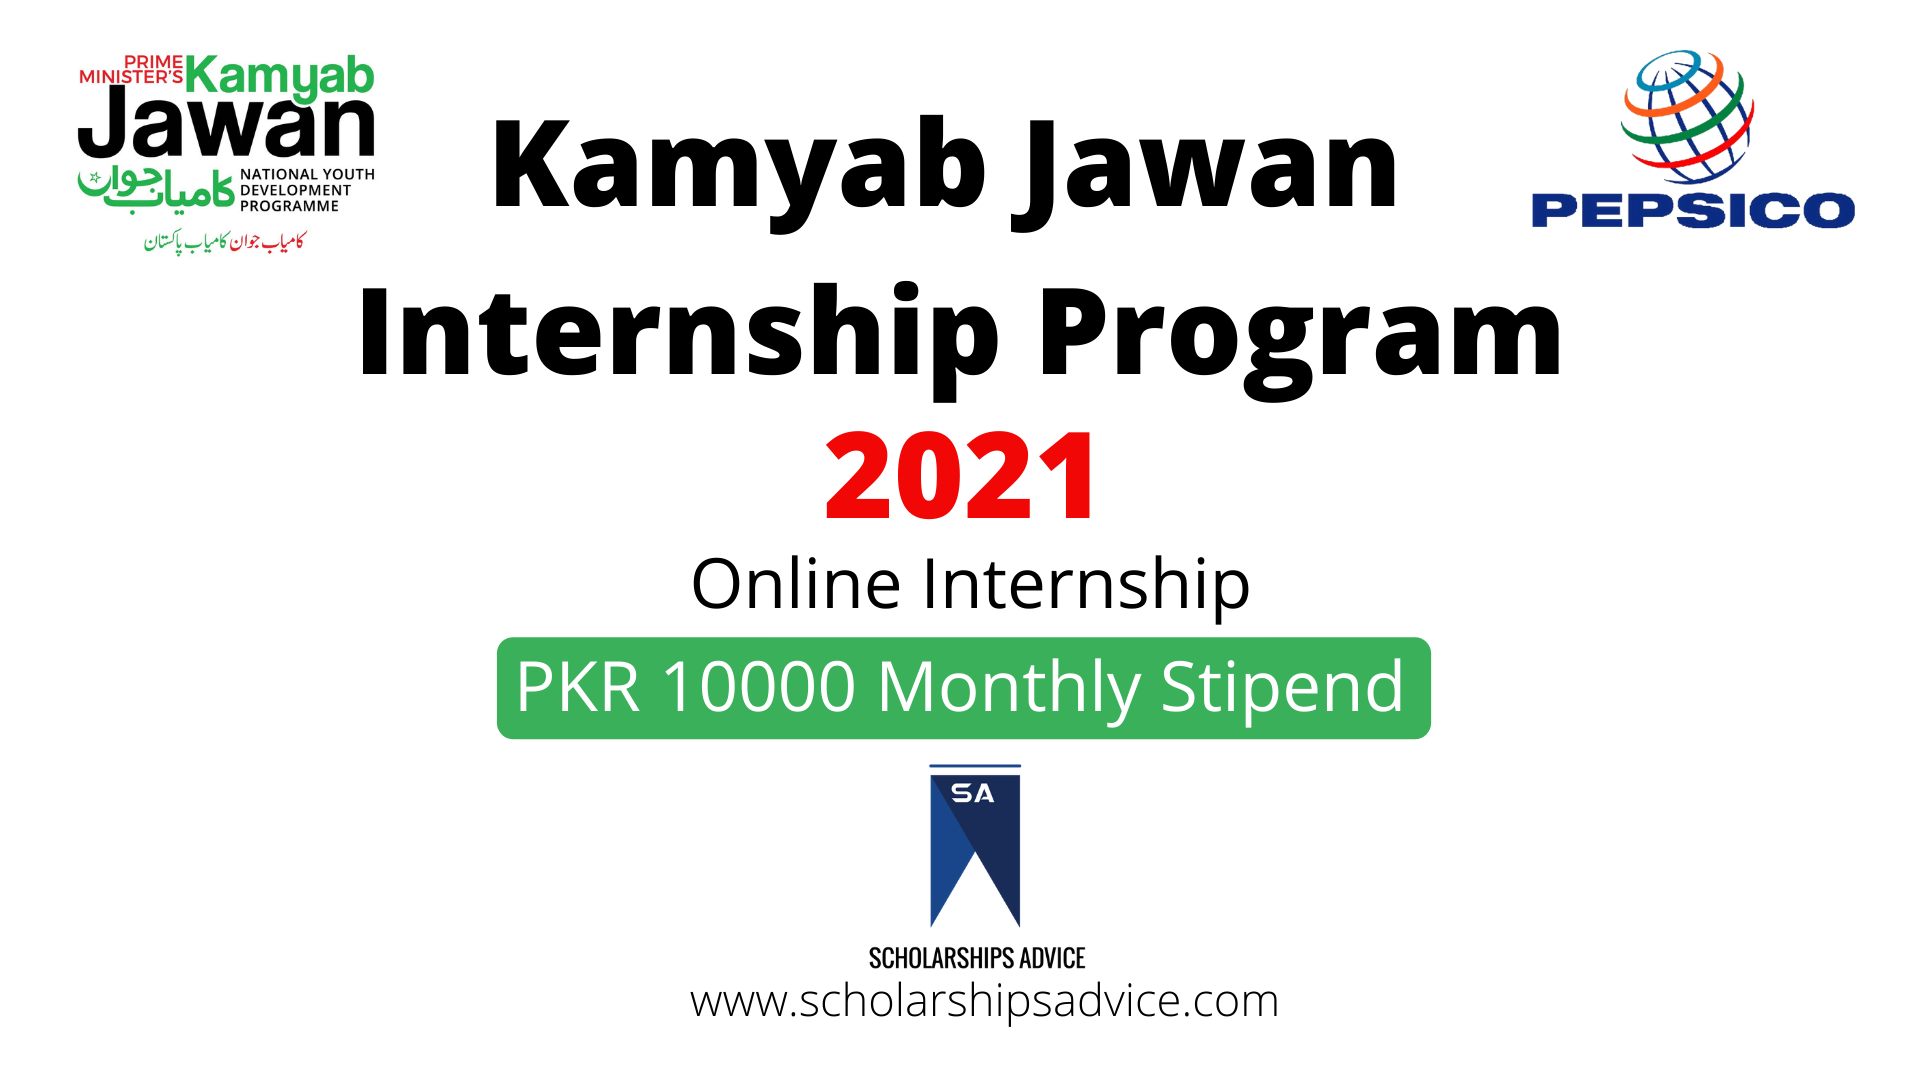 PRIME
MINISTER'S Kamyab
Jawan
کامیاب جوان
NATIONAL YOUTH
DEVELOPMENT
PROGRAMME
کامیاب جوان کامیاب پاکستان
PEPSICO
Kamyab Jawan
Internship Program
2021
Online Internship
PKR 10000 Monthly Stipend
SA
SCHOLARSHIPS ADVICE
www.scholarshipsadvice.com